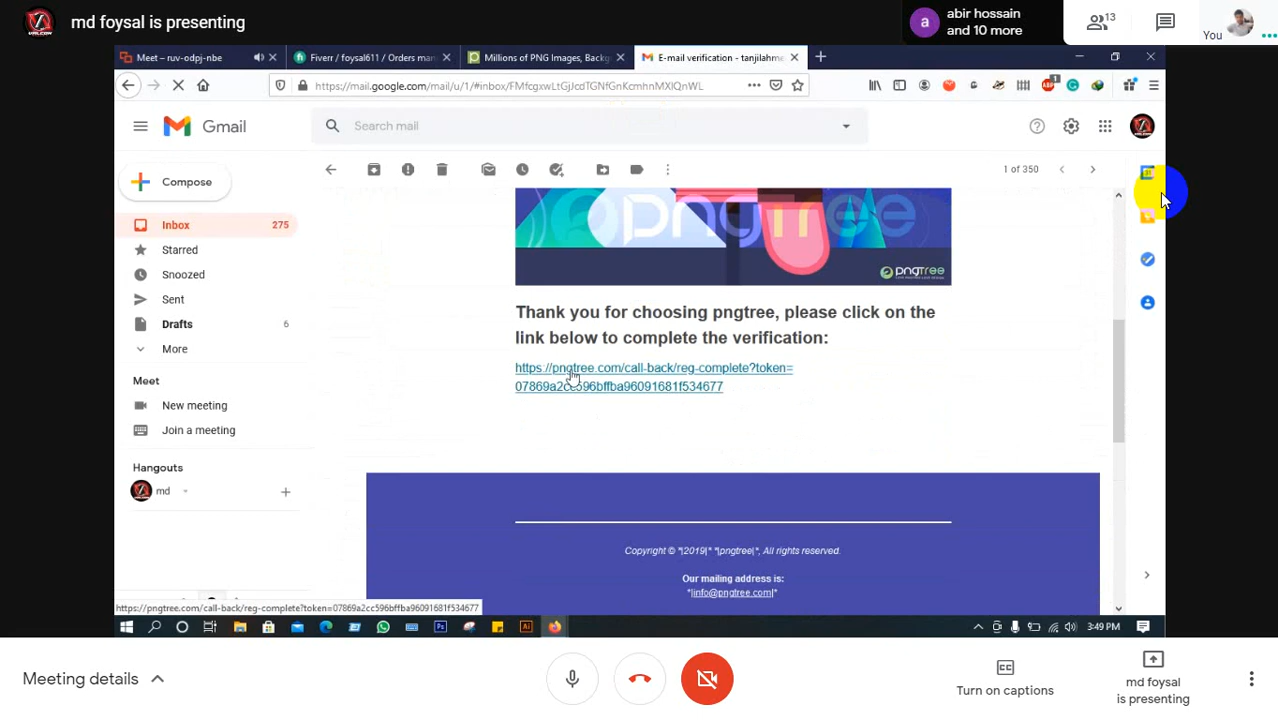 md foysal is presenting
a
abir hossain
and 10 more
13
You
Meet – ruv-odpj-nbe
Fiverr / foysal611 / Orders man
Millions of PNG Images, Backg
E-mail verification - tanjilahme
https://mail.google.com/mail/u/1/#inbox/FMfcgxwLtGjJcdTGNfGnKcmhnMXlQnWL
1
Gmail
Search mail
Compose
1 of 350
Inbox 275
Starred
Snoozed
Sent
Drafts 6
More
Meet
New meeting
Join a meeting
Hangouts
md
pngtree
pngtree
Thank you for choosing pngtree, please click on the
link below to complete the verification:
https://pngtree.com/call-back/reg-complete?token=
07869a2cc596bffba96091681f534677
Copyright © *|2019|* *|pngtree|*, All rights reserved.
Our mailing address is:
*|info@pngtree.com|*
https://pngtree.com/call-back/reg-complete?token=07869a2cc596bffba96091681f534677
3:49 PM
Meeting details
Turn on captions
md foysal
is presenting